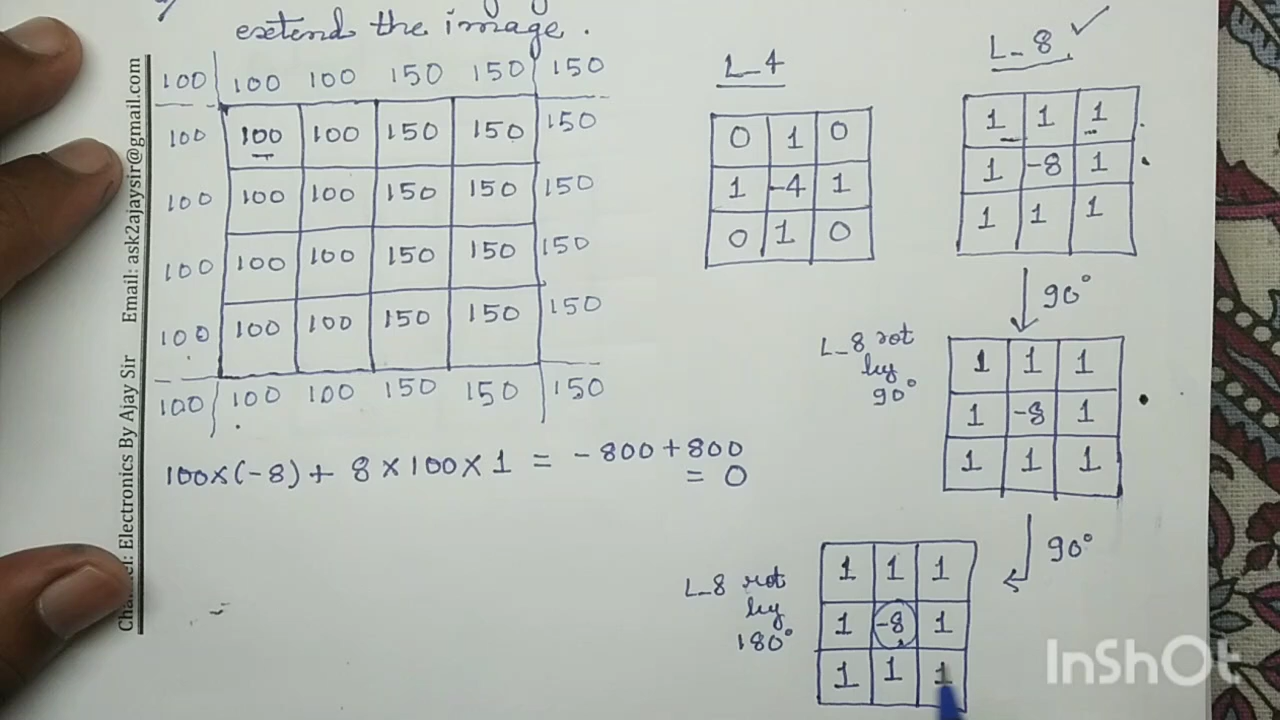 extend the image.
100 100 100 150 150 150
100 100 100 150 150 150
100 100 100 150 150 150
100 100 100 150 150 150
100 100 100 150 150 150
100 100 100 150 150 150
100×(-8) + 8×100×1 = -800+800
= 0
L_4
0 1 0
1 -4 1
0 1 0
L_8 ✓
1 1 1
1 -8 1
1 1 1
90°
L_8 rot
by
90°
1 1 1
1 -8 1
1 1 1
90°
L_8 rot
by
180°
1 1 1
1 -8 1
1 1 1
Channel: Electronics By Ajay Sir Email: ask2ajaysir@gmail.com
InShOt